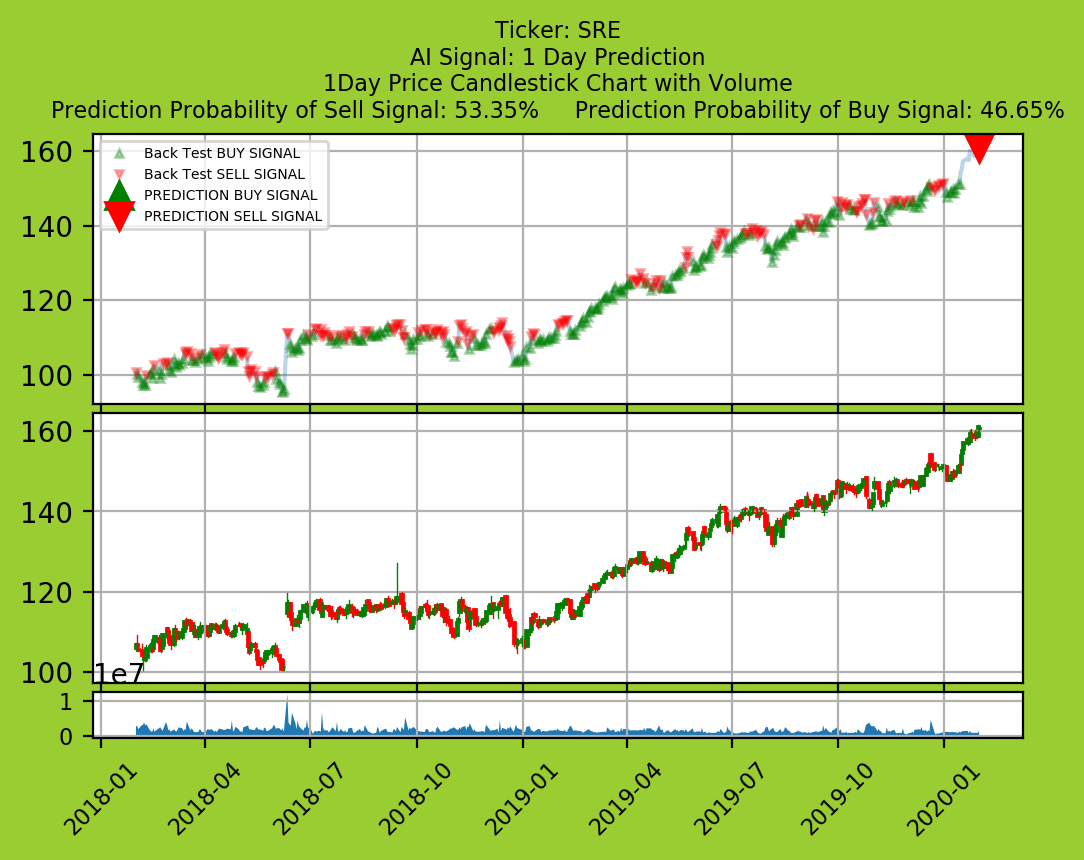 Ticker: SRE
AI Signal: 1 Day Prediction
1Day Price Candlestick Chart with Volume
Prediction Probability of Sell Signal: 53.35% Prediction Probability of Buy Signal: 46.65%
Back Test BUY SIGNAL
Back Test SELL SIGNAL
PREDICTION BUY SIGNAL
PREDICTION SELL SIGNAL
160
140
120
100
160
140
120
100
1e7
1
0
2018-01
2018-04
2018-07
2018-10
2019-01
2019-04
2019-07
2019-10
2020-01